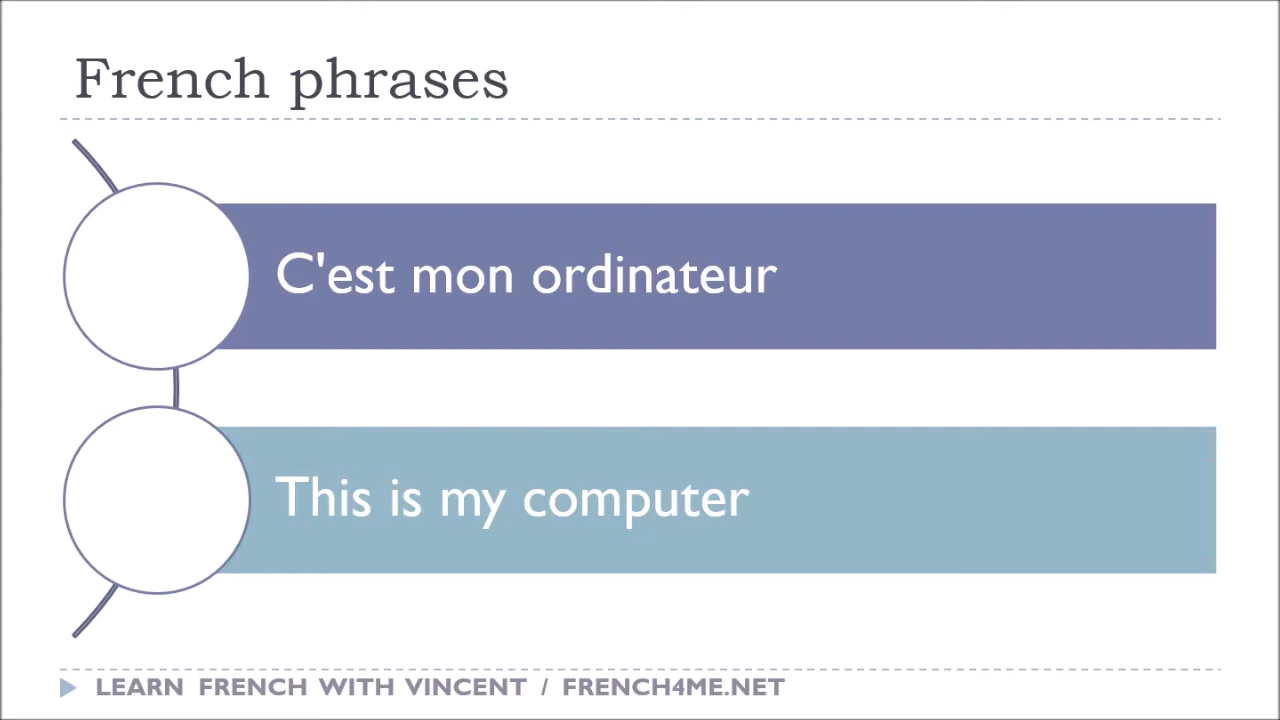 French phrases
C'est mon ordinateur
This is my computer
LEARN FRENCH WITH VINCENT / FRENCH4ME.NET